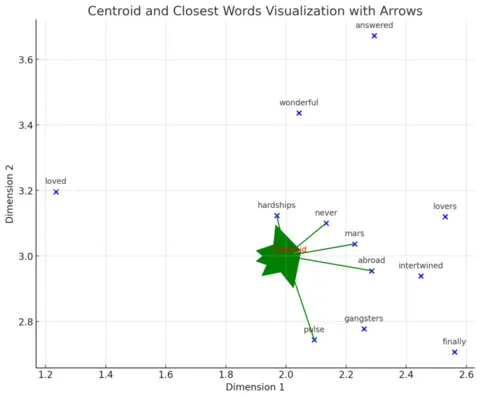 Centroid and Closest Words Visualization with Arrows
answered
3.6
wonderful
3.4
loved
3.2
hardships
never
lovers
mars
3.0
abroad
intertwined
gangsters
2.8
pulse
finally
1.2 1.4 1.6 1.8 2.0 2.2 2.4 2.6
Dimension 1
Dimension 2